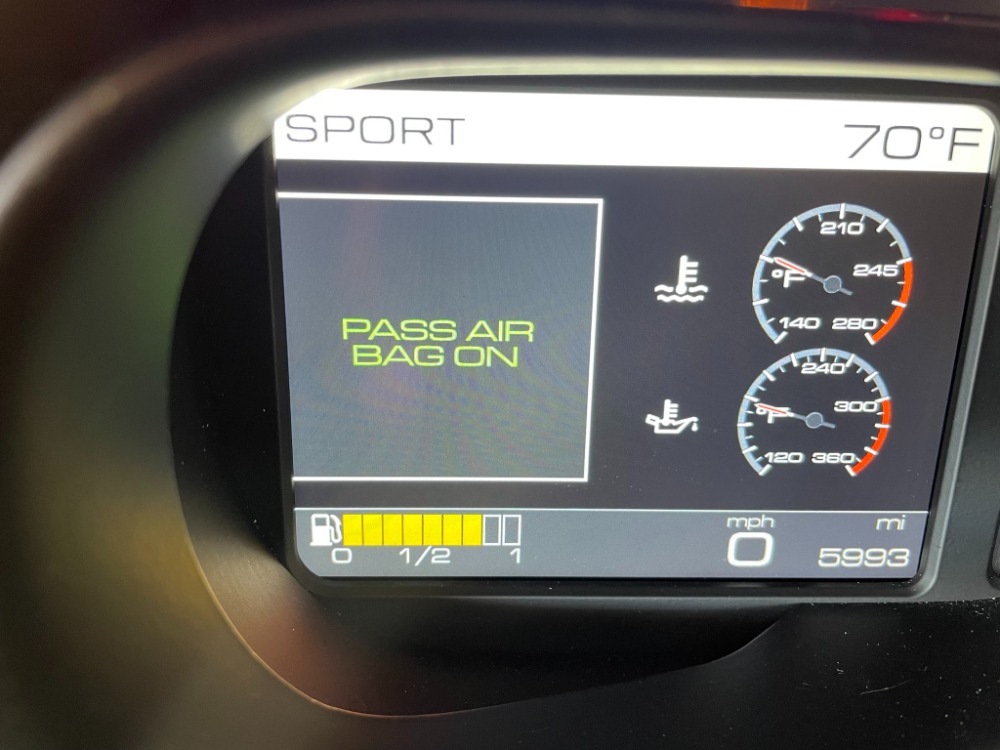 SPORT
70°F
PASS AIR
BAG ON
210
°F
245
140
280
240
°F
300
120
360
0
1/2
1
mph
0
mi
5993